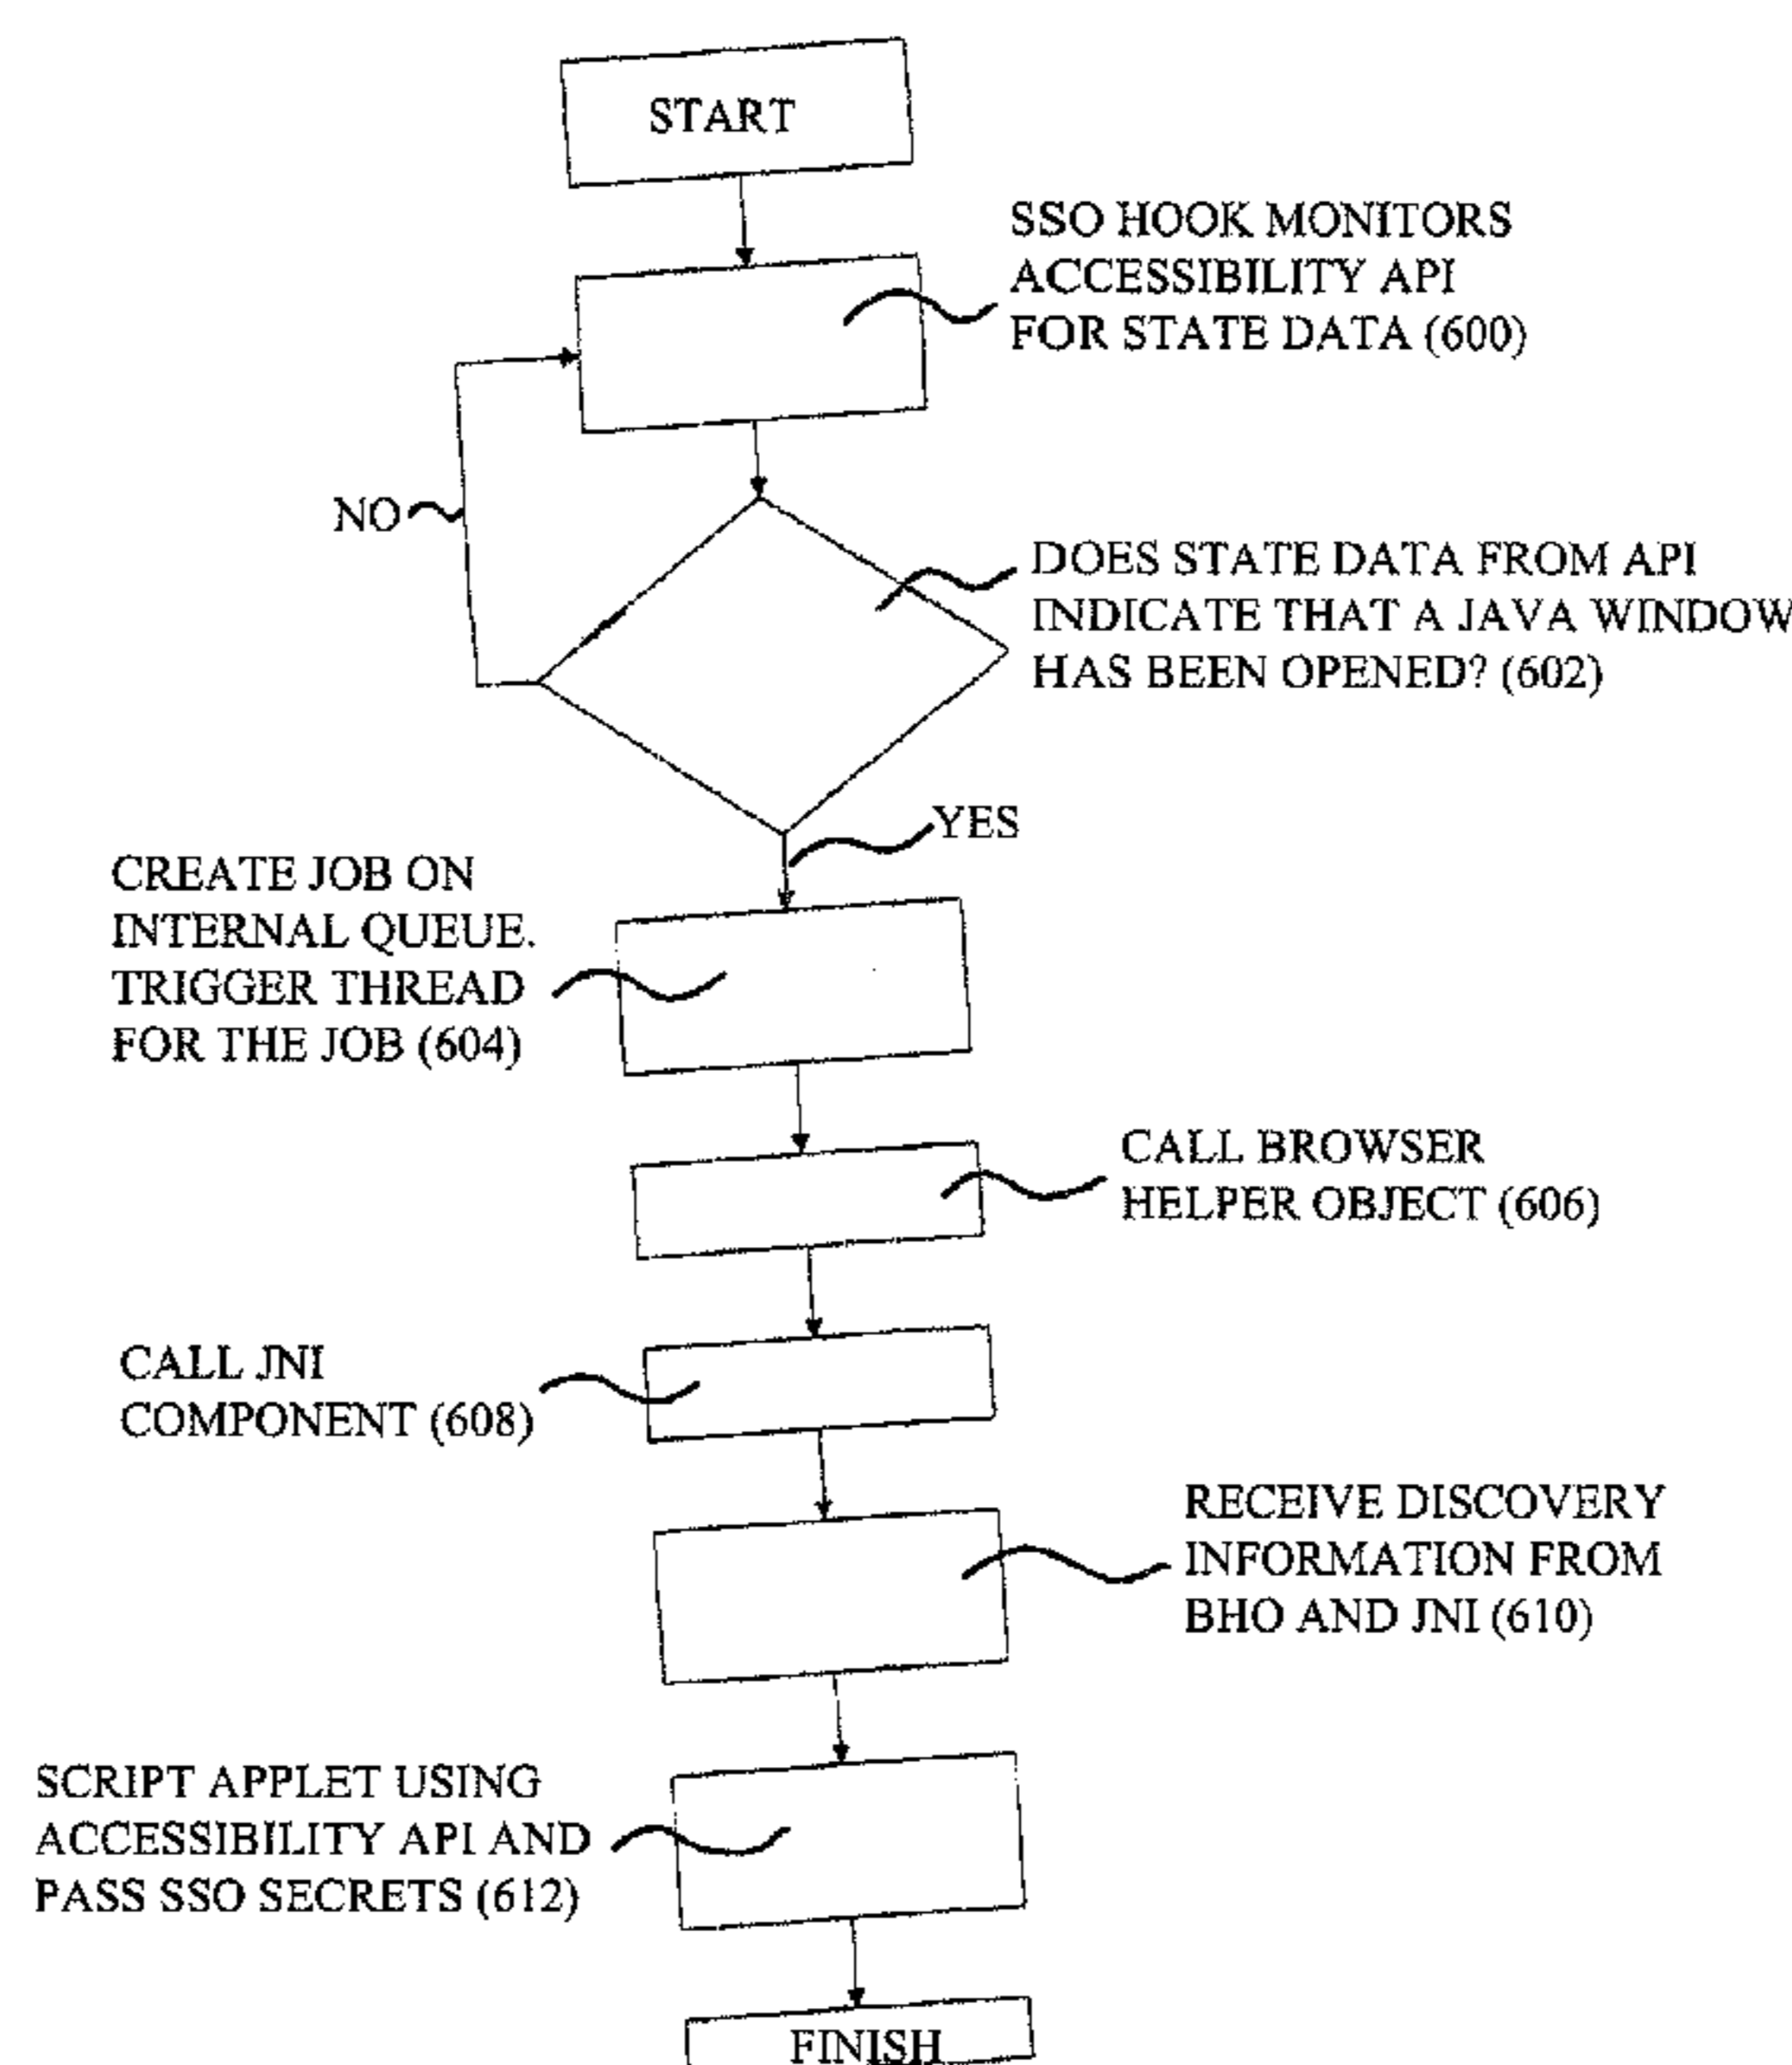 START
SSO HOOK MONITORS
ACCESSIBILITY API
FOR STATE DATA (600)
NO
DOES STATE DATA FROM API
INDICATE THAT A JAVA WINDOW
HAS BEEN OPENED? (602)
YES
CREATE JOB ON
INTERNAL QUEUE.
TRIGGER THREAD
FOR THE JOB (604)
CALL BROWSER
HELPER OBJECT (606)
CALL JNI
COMPONENT (608)
RECEIVE DISCOVERY
INFORMATION FROM
BHO AND JNI (610)
SCRIPT APPLET USING
ACCESSIBILITY API AND
PASS SSO SECRETS (612)
FINISH